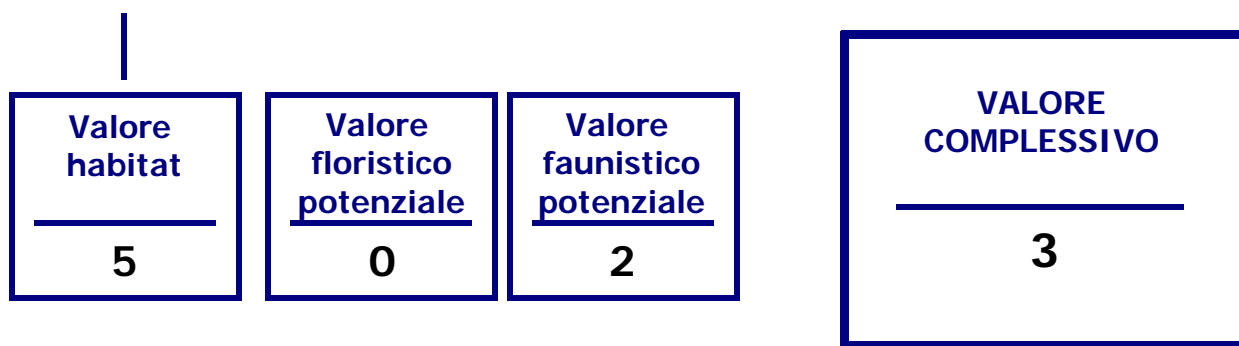 Valore
habitat
5
Valore
floristico
potenziale
0
Valore
faunistico
potenziale
2
VALORE
COMPLESSIVO
3